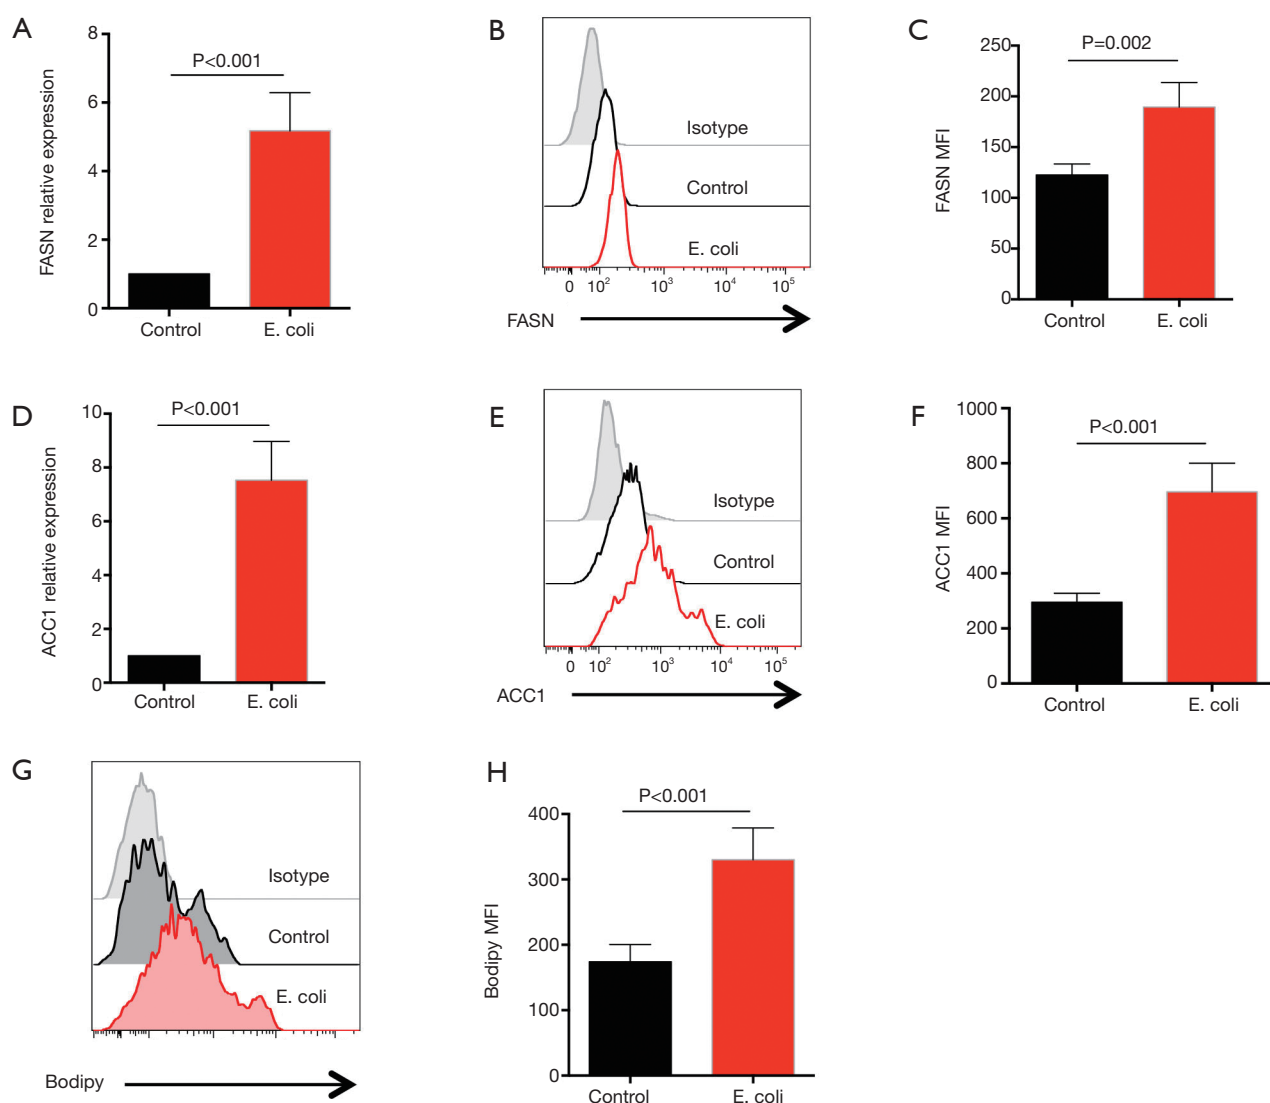 A
FASN relative expression
8
6
4
2
0
P<0.001
Control
E. coli
B
Isotype
Control
E. coli
0 10² 10³ 10⁴ 10⁵
FASN
C
FASN MFI
250
200
150
100
50
0
P=0.002
Control
E. coli
D
ACC1 relative expression
10
8
6
4
2
0
P<0.001
Control
E. coli
E
Isotype
Control
E. coli
0 10² 10³ 10⁴ 10⁵
ACC1
F
ACC1 MFI
1000
800
600
400
200
0
P<0.001
Control
E. coli
G
Isotype
Control
E. coli
Bodipy
H
Bodipy MFI
400
300
200
100
0
P<0.001
Control
E. coli